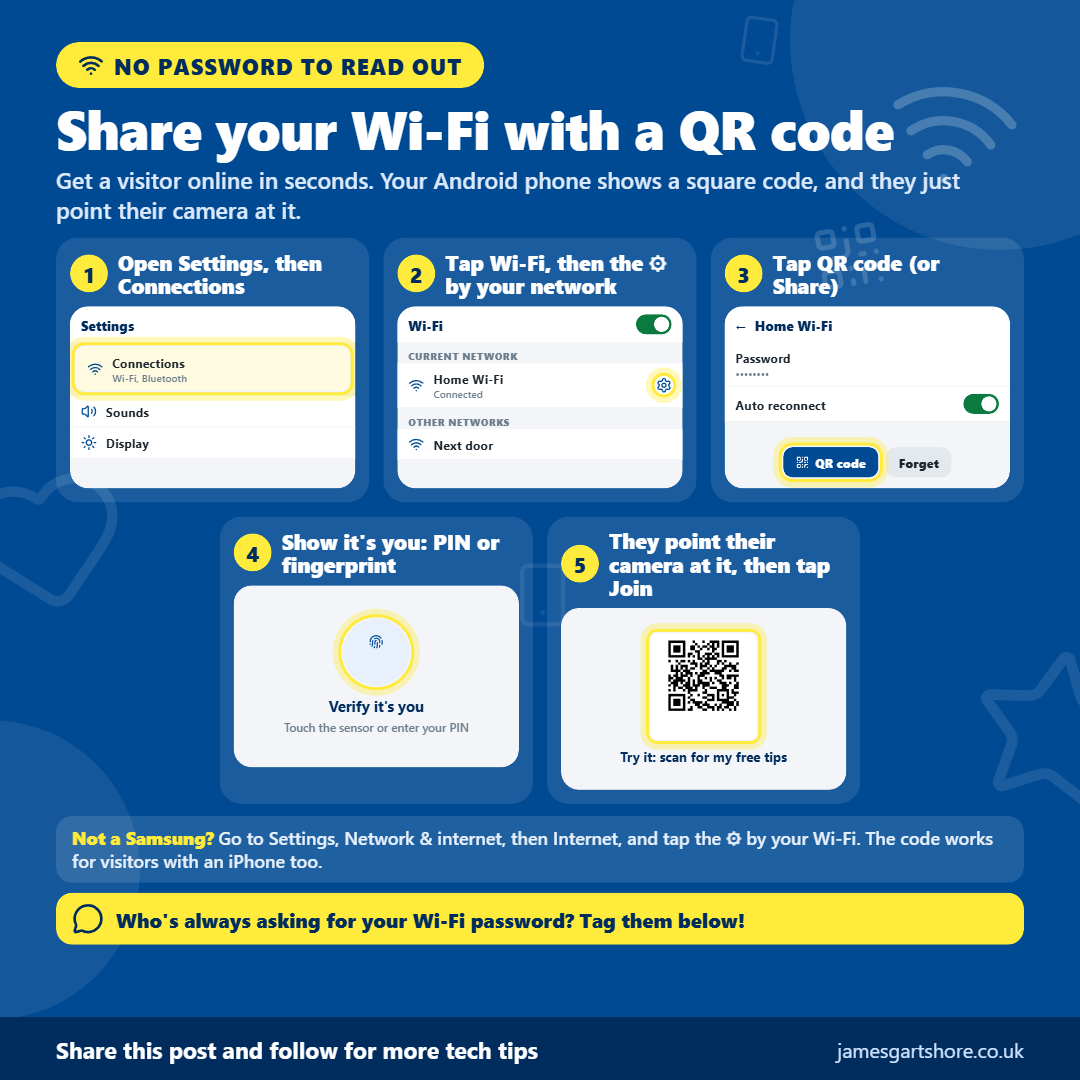 NO PASSWORD TO READ OUT
Share your Wi-Fi with a QR code
Get a visitor online in seconds. Your Android phone shows a square code, and they just
point their camera at it.
1
Open Settings, then
Connections
Settings
Connections
Wi-Fi, Bluetooth
Sounds
Display
2
Tap Wi-Fi, then the ⚙
by your network
Wi-Fi
CURRENT NETWORK
Home Wi-Fi
Connected
OTHER NETWORKS
Next door
3
Tap QR code (or
Share)
← Home Wi-Fi
Password
••••••••
Auto reconnect
QR code
Forget
4
Show it's you: PIN or
fingerprint
Verify it's you
Touch the sensor or enter your PIN
5
They point their
camera at it, then tap
Join
Try it: scan for my free tips
Not a Samsung? Go to Settings, Network & internet, then Internet, and tap the ⚙ by your Wi-Fi. The code works
for visitors with an iPhone too.
Who's always asking for your Wi-Fi password? Tag them below!
Share this post and follow for more tech tips
jamesgartshore.co.uk